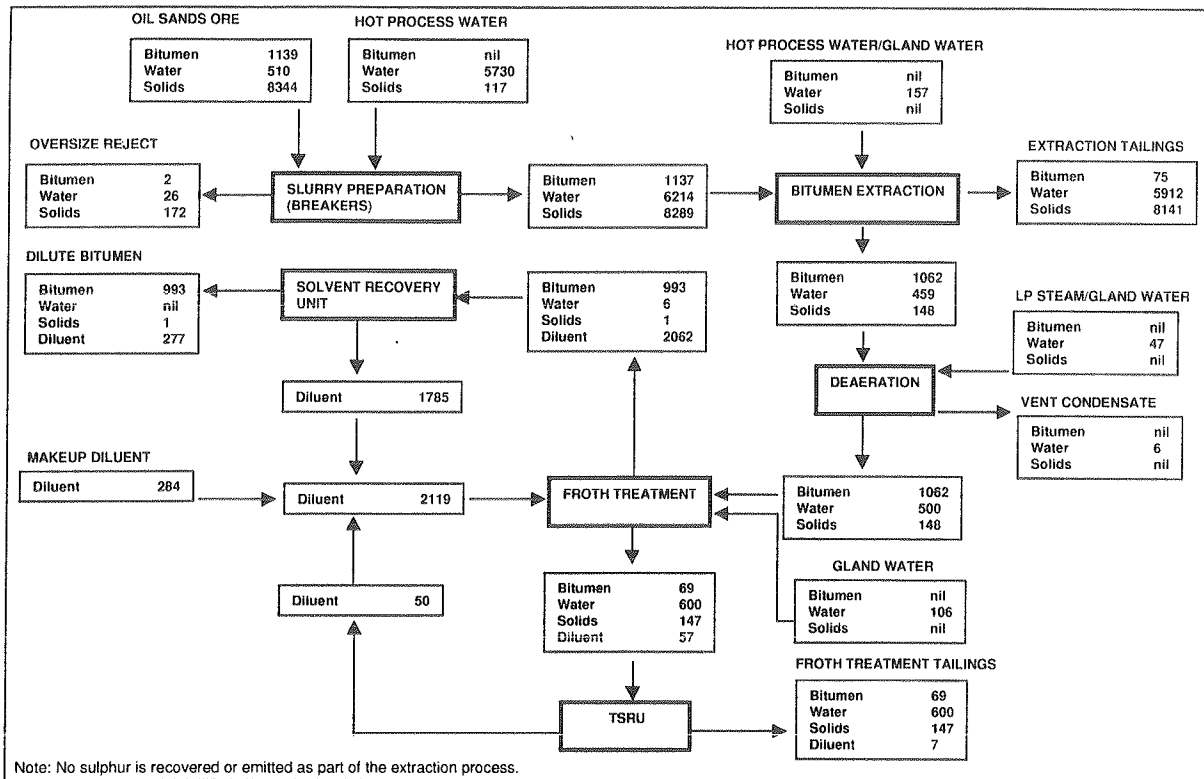 OIL SANDS ORE
Bitumen 1139
Water 510
Solids 8344
HOT PROCESS WATER
Bitumen nil
Water 5730
Solids 117
HOT PROCESS WATER/GLAND WATER
Bitumen nil
Water 157
Solids nil
OVERSIZE REJECT
Bitumen 2
Water 26
Solids 172
SLURRY PREPARATION
(BREAKERS)
Bitumen 1137
Water 6214
Solids 8289
BITUMEN EXTRACTION
EXTRACTION TAILINGS
Bitumen 75
Water 5912
Solids 8141
DILUTE BITUMEN
Bitumen 993
Water nil
Solids 1
Diluent 277
SOLVENT RECOVERY
UNIT
Bitumen 993
Water 6
Solids 1
Diluent 2062
Bitumen 1062
Water 459
Solids 148
LP STEAM/GLAND WATER
Bitumen nil
Water 47
Solids nil
DEAERATION
VENT CONDENSATE
Bitumen nil
Water 6
Solids nil
Diluent 1785
MAKEUP DILUENT
Diluent 284
Diluent 2119
FROTH TREATMENT
Bitumen 1062
Water 500
Solids 148
GLAND WATER
Bitumen nil
Water 106
Solids nil
Diluent 50
Bitumen 69
Water 600
Solids 147
Diluent 57
TSRU
FROTH TREATMENT TAILINGS
Bitumen 69
Water 600
Solids 147
Diluent 7
Note: No sulphur is recovered or emitted as part of the extraction process.